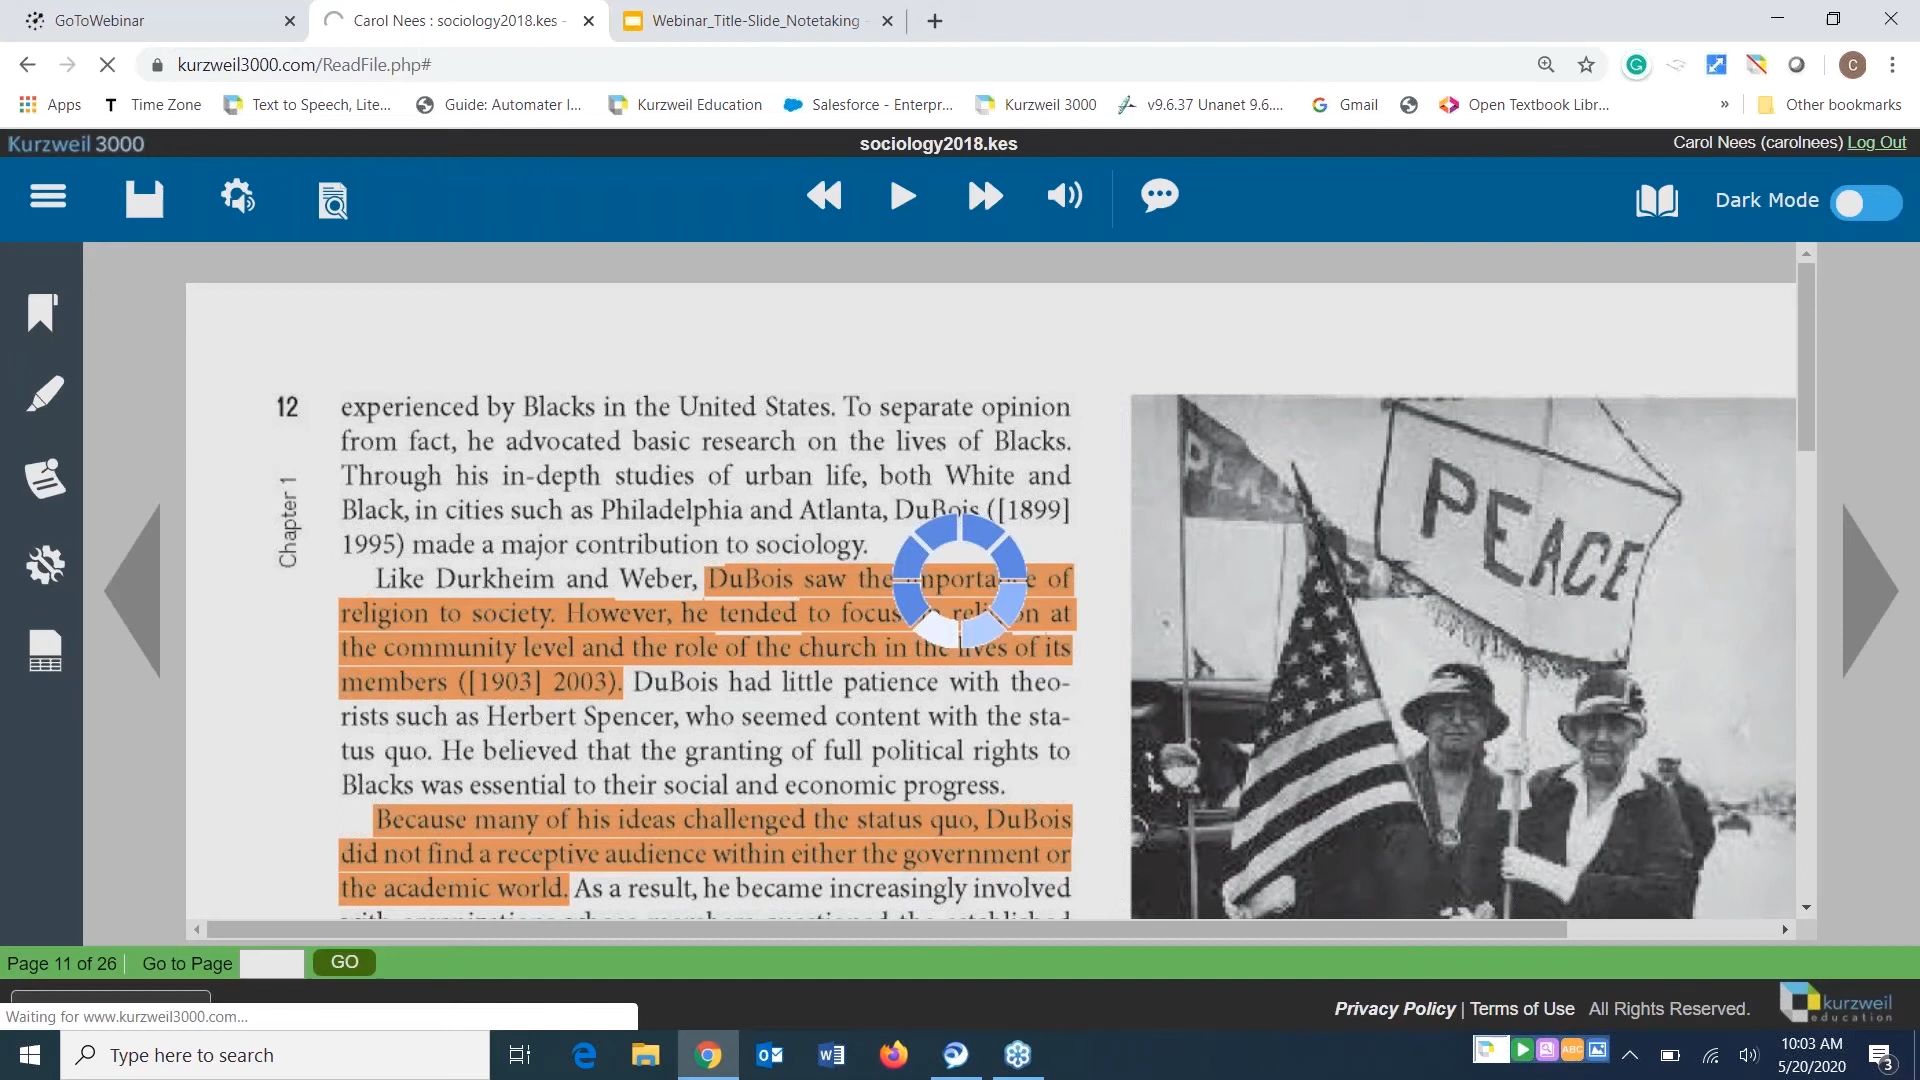 GoToWebinar
Carol Nees : sociology2018.kes -
Webinar_Title-Slide_Notetaking
kurzweil3000.com/ReadFile.php#
G
C
Apps
T Time Zone
Text to Speech, Lite...
Guide: Automater I...
Kurzweil Education
Salesforce - Enterpr...
Kurzweil 3000
v9.6.37 Unanet 9.6....
G Gmail
Open Textbook Libr...
»
Other bookmarks
Kurzweil 3000
sociology2018.kes
Carol Nees (carolnees) Log Out
Dark Mode
12
Chapter 1
experienced by Blacks in the United States. To separate opinion
from fact, he advocated basic research on the lives of Blacks.
Through his in-depth studies of urban life, both White and
Black, in cities such as Philadelphia and Atlanta, DuBois ([1899]
1995) made a major contribution to sociology.
Like Durkheim and Weber, DuBois saw the importance of
religion to society. However, he tended to focus on religion at
the community level and the role of the church in the lives of its
members ([1903] 2003). DuBois had little patience with theo-
rists such as Herbert Spencer, who seemed content with the sta-
tus quo. He believed that the granting of full political rights to
Blacks was essential to their social and economic progress.
Because many of his ideas challenged the status quo, DuBois
did not find a receptive audience within either the government or
the academic world. As a result, he became increasingly involved
PEACE
Page 11 of 26
Go to Page
GO
Waiting for www.kurzweil3000.com...
Privacy Policy | Terms of Use All Rights Reserved.
kurzweil
education
Type here to search
ABC
10:03 AM
5/20/2020
3